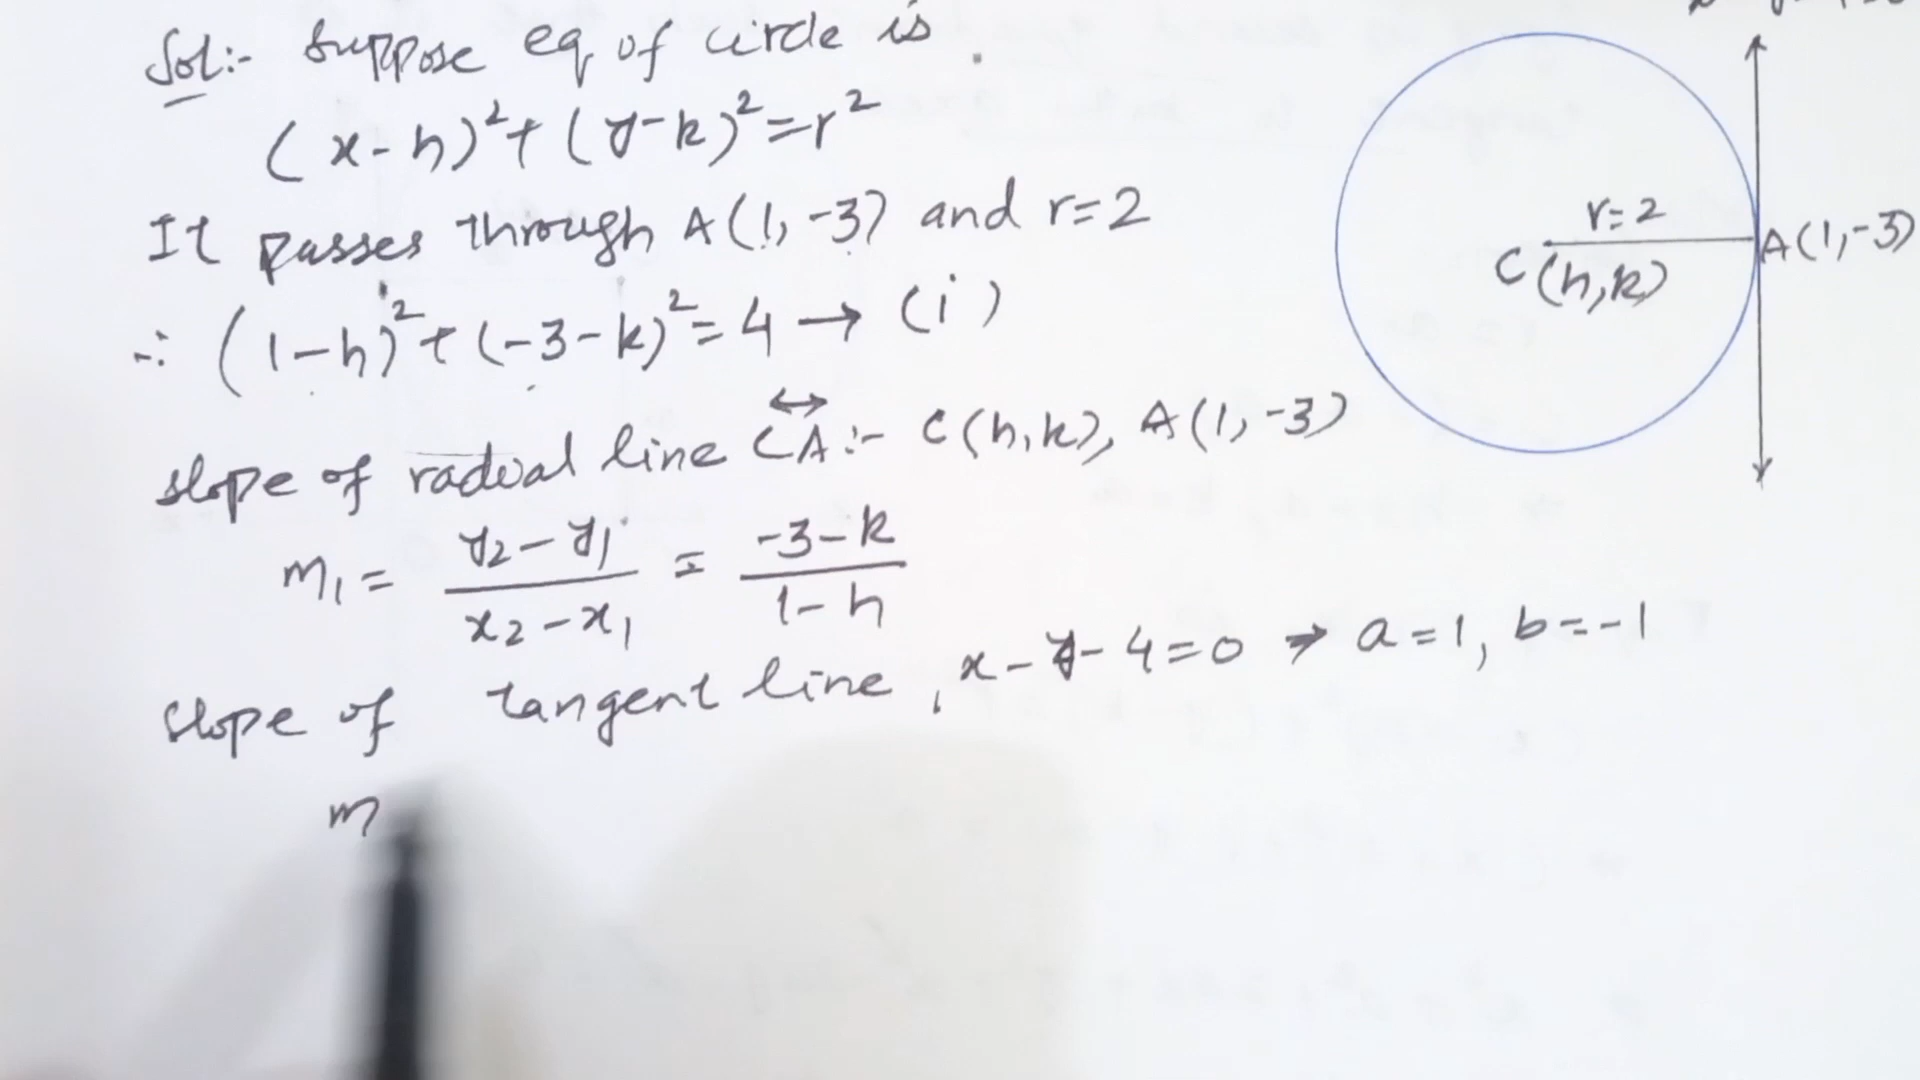 Sol:- Suppose eq of circle is
(x-h)²+(y-k)²=r²
It passes through A(1,-3) and r=2
∴ (1-h)²+(-3-k)²=4 → (i)
slope of radial line CA:- C(h,k), A(1,-3)
m₁ = y₂-y₁ / x₂-x₁ = -3-k / 1-h
slope of tangent line, x-y-4=0 ⇒ a=1, b=-1
m
r=2
C(h,k)
A(1,-3)